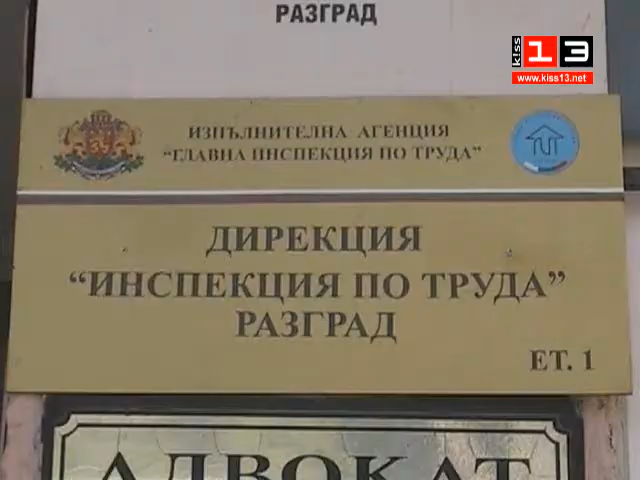 РАЗГРАД
k!ss 13
www.kiss13.net
ИЗПЪЛНИТЕЛНА АГЕНЦИЯ
“ГЛАВНА ИНСПЕКЦИЯ ПО ТРУДА”
ДИРЕКЦИЯ
“ИНСПЕКЦИЯ ПО ТРУДА”
РАЗГРАД
ЕТ. 1
АДВОКАТ